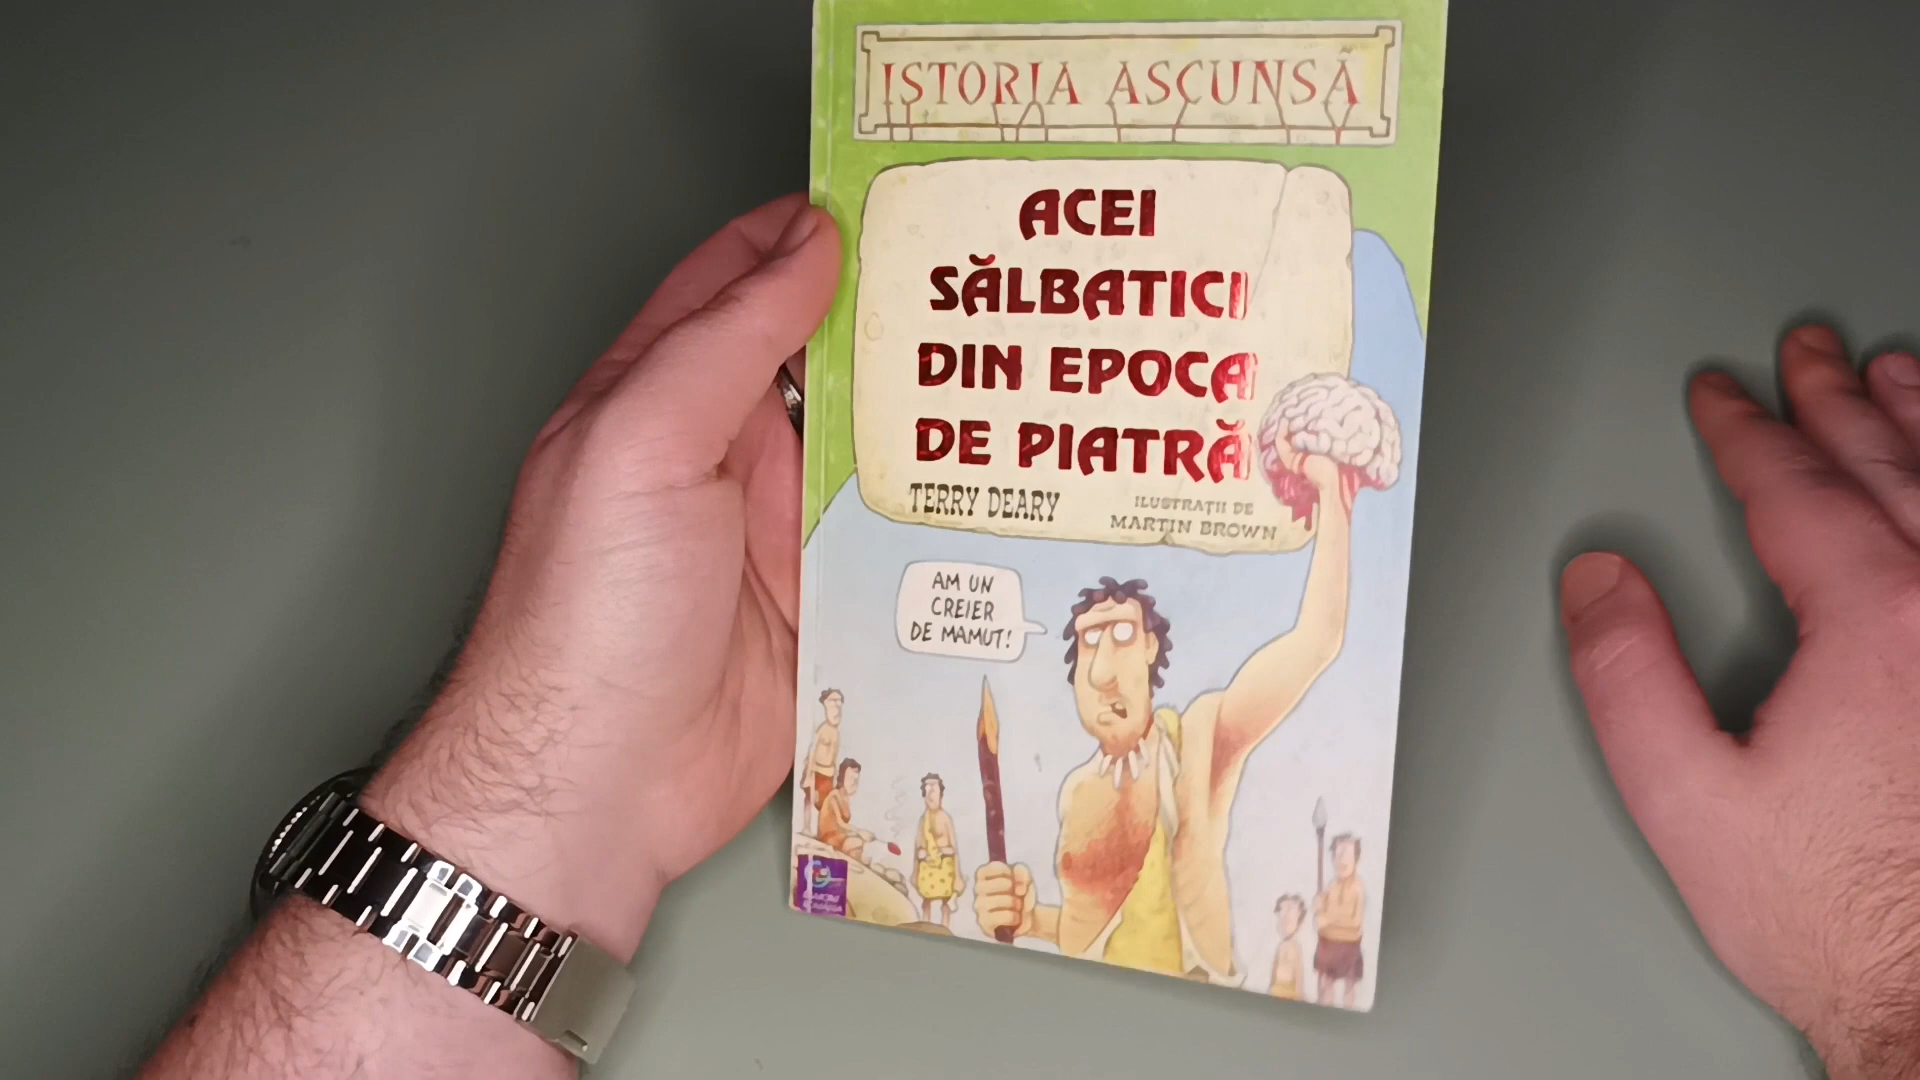 ISTORIA ASCUNSĂ
ACEI
SĂLBATICI
DIN EPOCA
DE PIATRĂ
TERRY DEARY
ILUSTRAȚII DE
MARTIN BROWN
AM UN
CREIER
DE MAMUT!